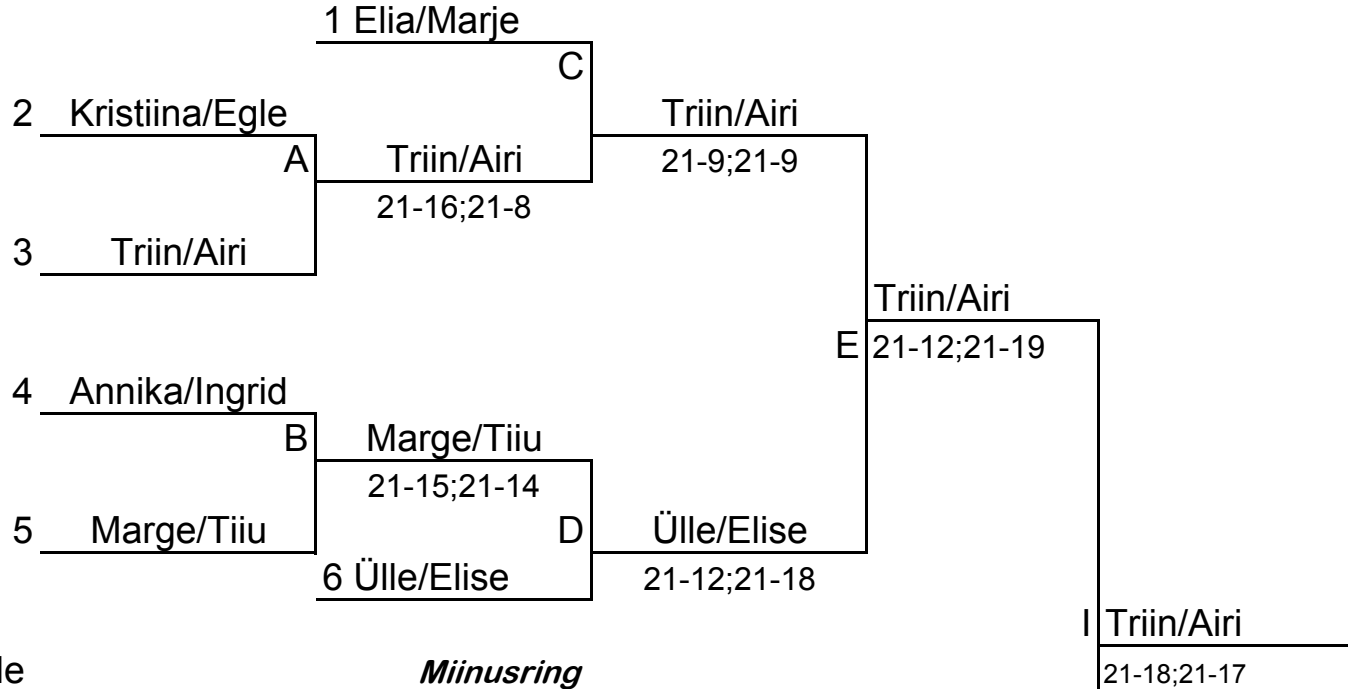 1 Elia/Marje
C
2 Kristiina/Egle
Triin/Airi
A
Triin/Airi
21-9;21-9
21-16;21-8
3 Triin/Airi
Triin/Airi
E 21-12;21-19
4 Annika/Ingrid
B
Marge/Tiiu
21-15;21-14
5 Marge/Tiiu
D
Ülle/Elise
6 Ülle/Elise
21-12;21-18
I Triin/Airi
le
Miinusring
21-18;21-17